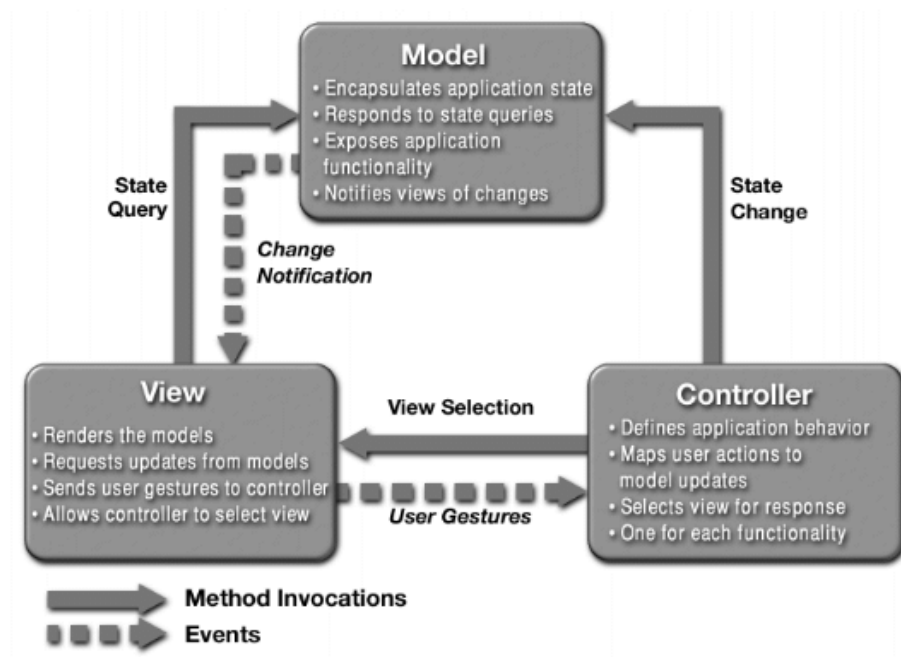 Model
• Encapsulates application state
• Responds to state queries
• Exposes application
functionality
• Notifies views of changes
State
Query
Change
Notification
State
Change
View
• Renders the models
• Requests updates from models
• Sends user gestures to controller
• Allows controller to select view
View Selection
User Gestures
Controller
• Defines application behavior
• Maps user actions to
model updates
• Selects view for response
• One for each functionality
Method Invocations
Events